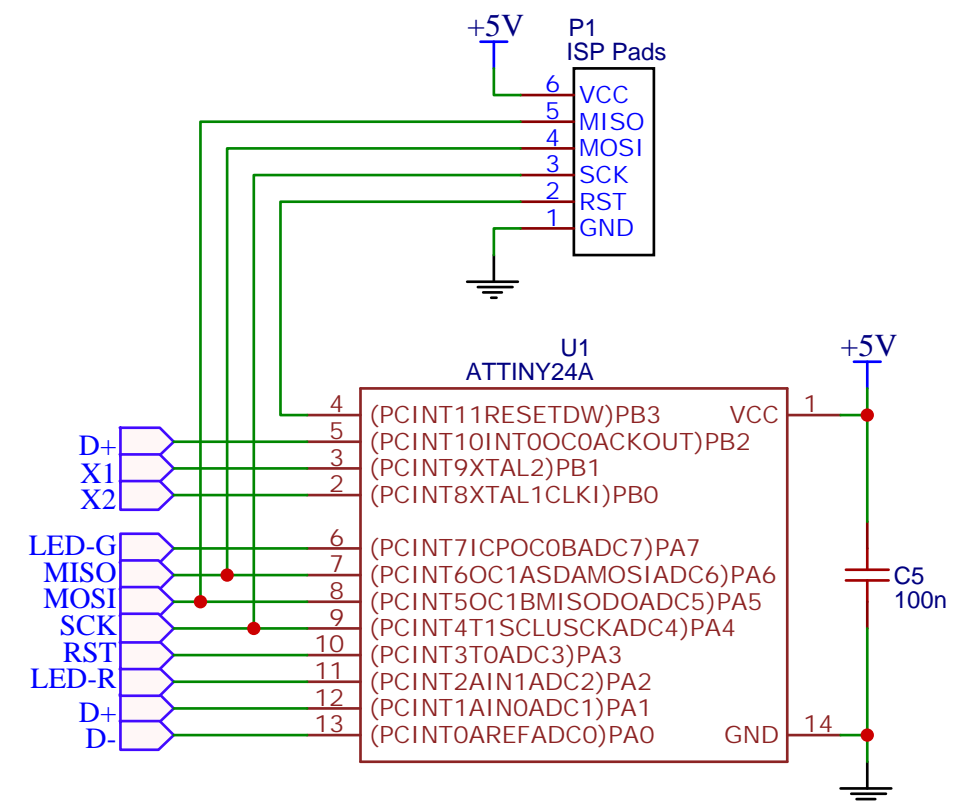 +5V
P1
ISP Pads
6 VCC
5 MISO
4 MOSI
3 SCK
2 RST
1 GND
U1
ATTINY24A
+5V
4 (PCINT11RESETDW)PB3 VCC 1
D+ 5 (PCINT10INT0OC0ACKOUT)PB2
X1 3 (PCINT9XTAL2)PB1
X2 2 (PCINT8XTAL1CLKI)PB0
LED-G 6 (PCINT7ICPOC0BADC7)PA7
MISO 7 (PCINT6OC1ASDAMOSIADC6)PA6
C5
MOSI 8 (PCINT5OC1BMISODOADC5)PA5
100n
SCK 9 (PCINT4T1SCLUSCKADC4)PA4
RST 10 (PCINT3T0ADC3)PA3
LED-R 11 (PCINT2AIN1ADC2)PA2
D+ 12 (PCINT1AIN0ADC1)PA1
D- 13 (PCINT0AREFADC0)PA0 GND 14